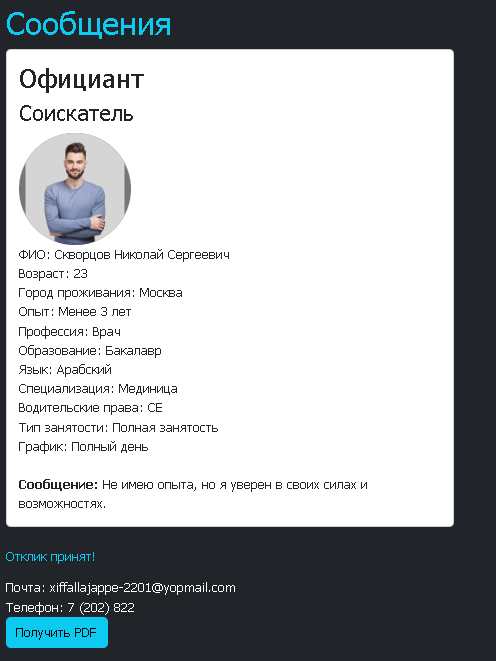 Сообщения
Официант
Соискатель
ФИО: Скворцов Николай Сергеевич
Возраст: 23
Город проживания: Москва
Опыт: Менее 3 лет
Профессия: Врач
Образование: Бакалавр
Язык: Арабский
Специализация: Мединица
Водительские права: CE
Тип занятости: Полная занятость
График: Полный день
Сообщение: Не имею опыта, но я уверен в своих силах и
возможностях.
Отклик принят!
Почта: xiffallajappe-2201@yopmail.com
Телефон: 7 (202) 822
Получить PDF